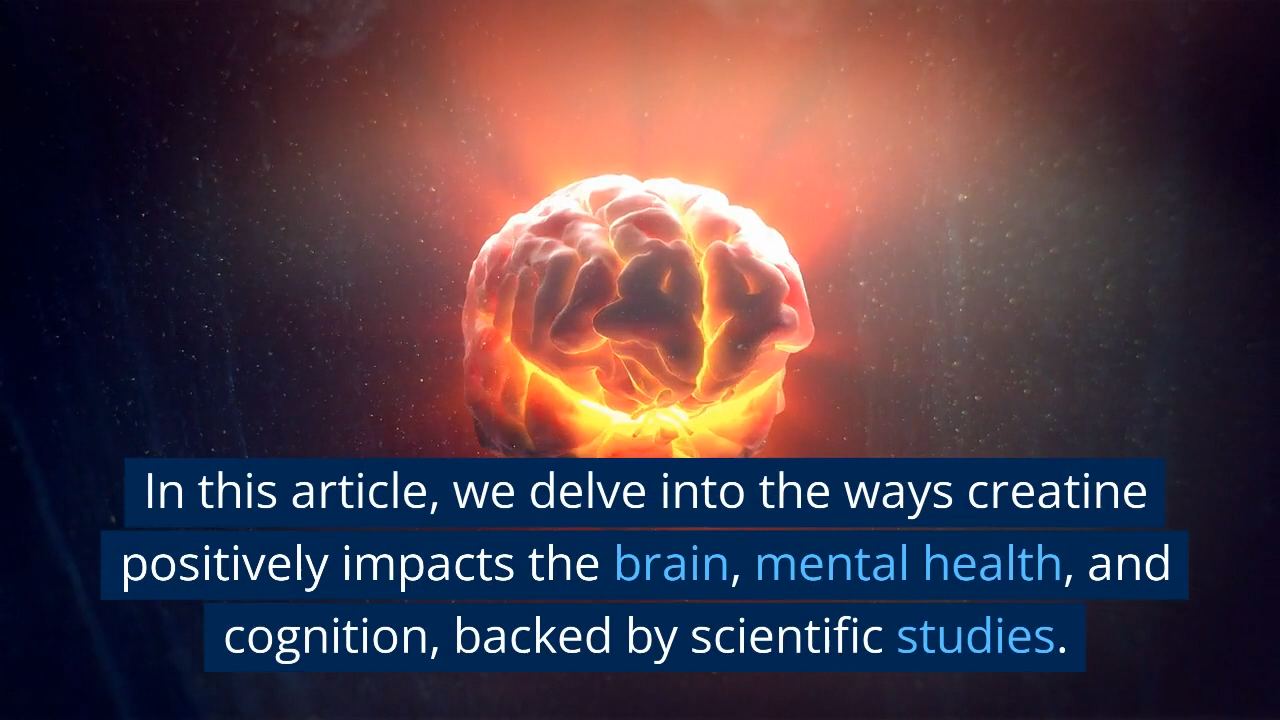 In this article, we delve into the ways creatine
positively impacts the brain, mental health, and
cognition, backed by scientific studies.